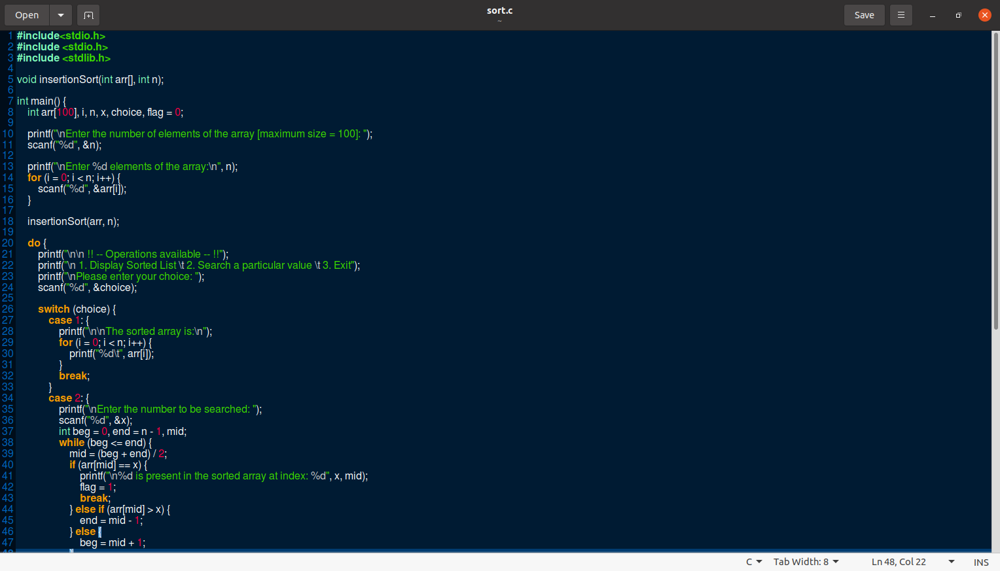 Open
sort.c
~
Save
1 #include<stdio.h>
2 #include <stdio.h>
3 #include <stdlib.h>
4
5 void insertionSort(int arr[], int n);
6
7 int main() {
8     int arr[100], i, n, x, choice, flag = 0;
9
10     printf("\nEnter the number of elements of the array [maximum size = 100]: ");
11     scanf("%d", &n);
12
13     printf("\nEnter %d elements of the array:\n", n);
14     for (i = 0; i < n; i++) {
15         scanf("%d", &arr[i]);
16     }
17
18     insertionSort(arr, n);
19
20     do {
21         printf("\n\n !! -- Operations available -- !!");
22         printf("\n 1. Display Sorted List \t 2. Search a particular value \t 3. Exit");
23         printf("\nPlease enter your choice: ");
24         scanf("%d", &choice);
25
26         switch (choice) {
27             case 1: {
28                 printf("\n\nThe sorted array is:\n");
29                 for (i = 0; i < n; i++) {
30                     printf("%d\t", arr[i]);
31                 }
32                 break;
33             }
34             case 2: {
35                 printf("\nEnter the number to be searched: ");
36                 scanf("%d", &x);
37                 int beg = 0, end = n - 1, mid;
38                 while (beg <= end) {
39                     mid = (beg + end) / 2;
40                     if (arr[mid] == x) {
41                         printf("\n%d is present in the sorted array at index: %d", x, mid);
42                         flag = 1;
43                         break;
44                     } else if (arr[mid] > x) {
45                         end = mid - 1;
46                     } else {
47                         beg = mid + 1;
C Tab Width: 8 Ln 48, Col 22 INS